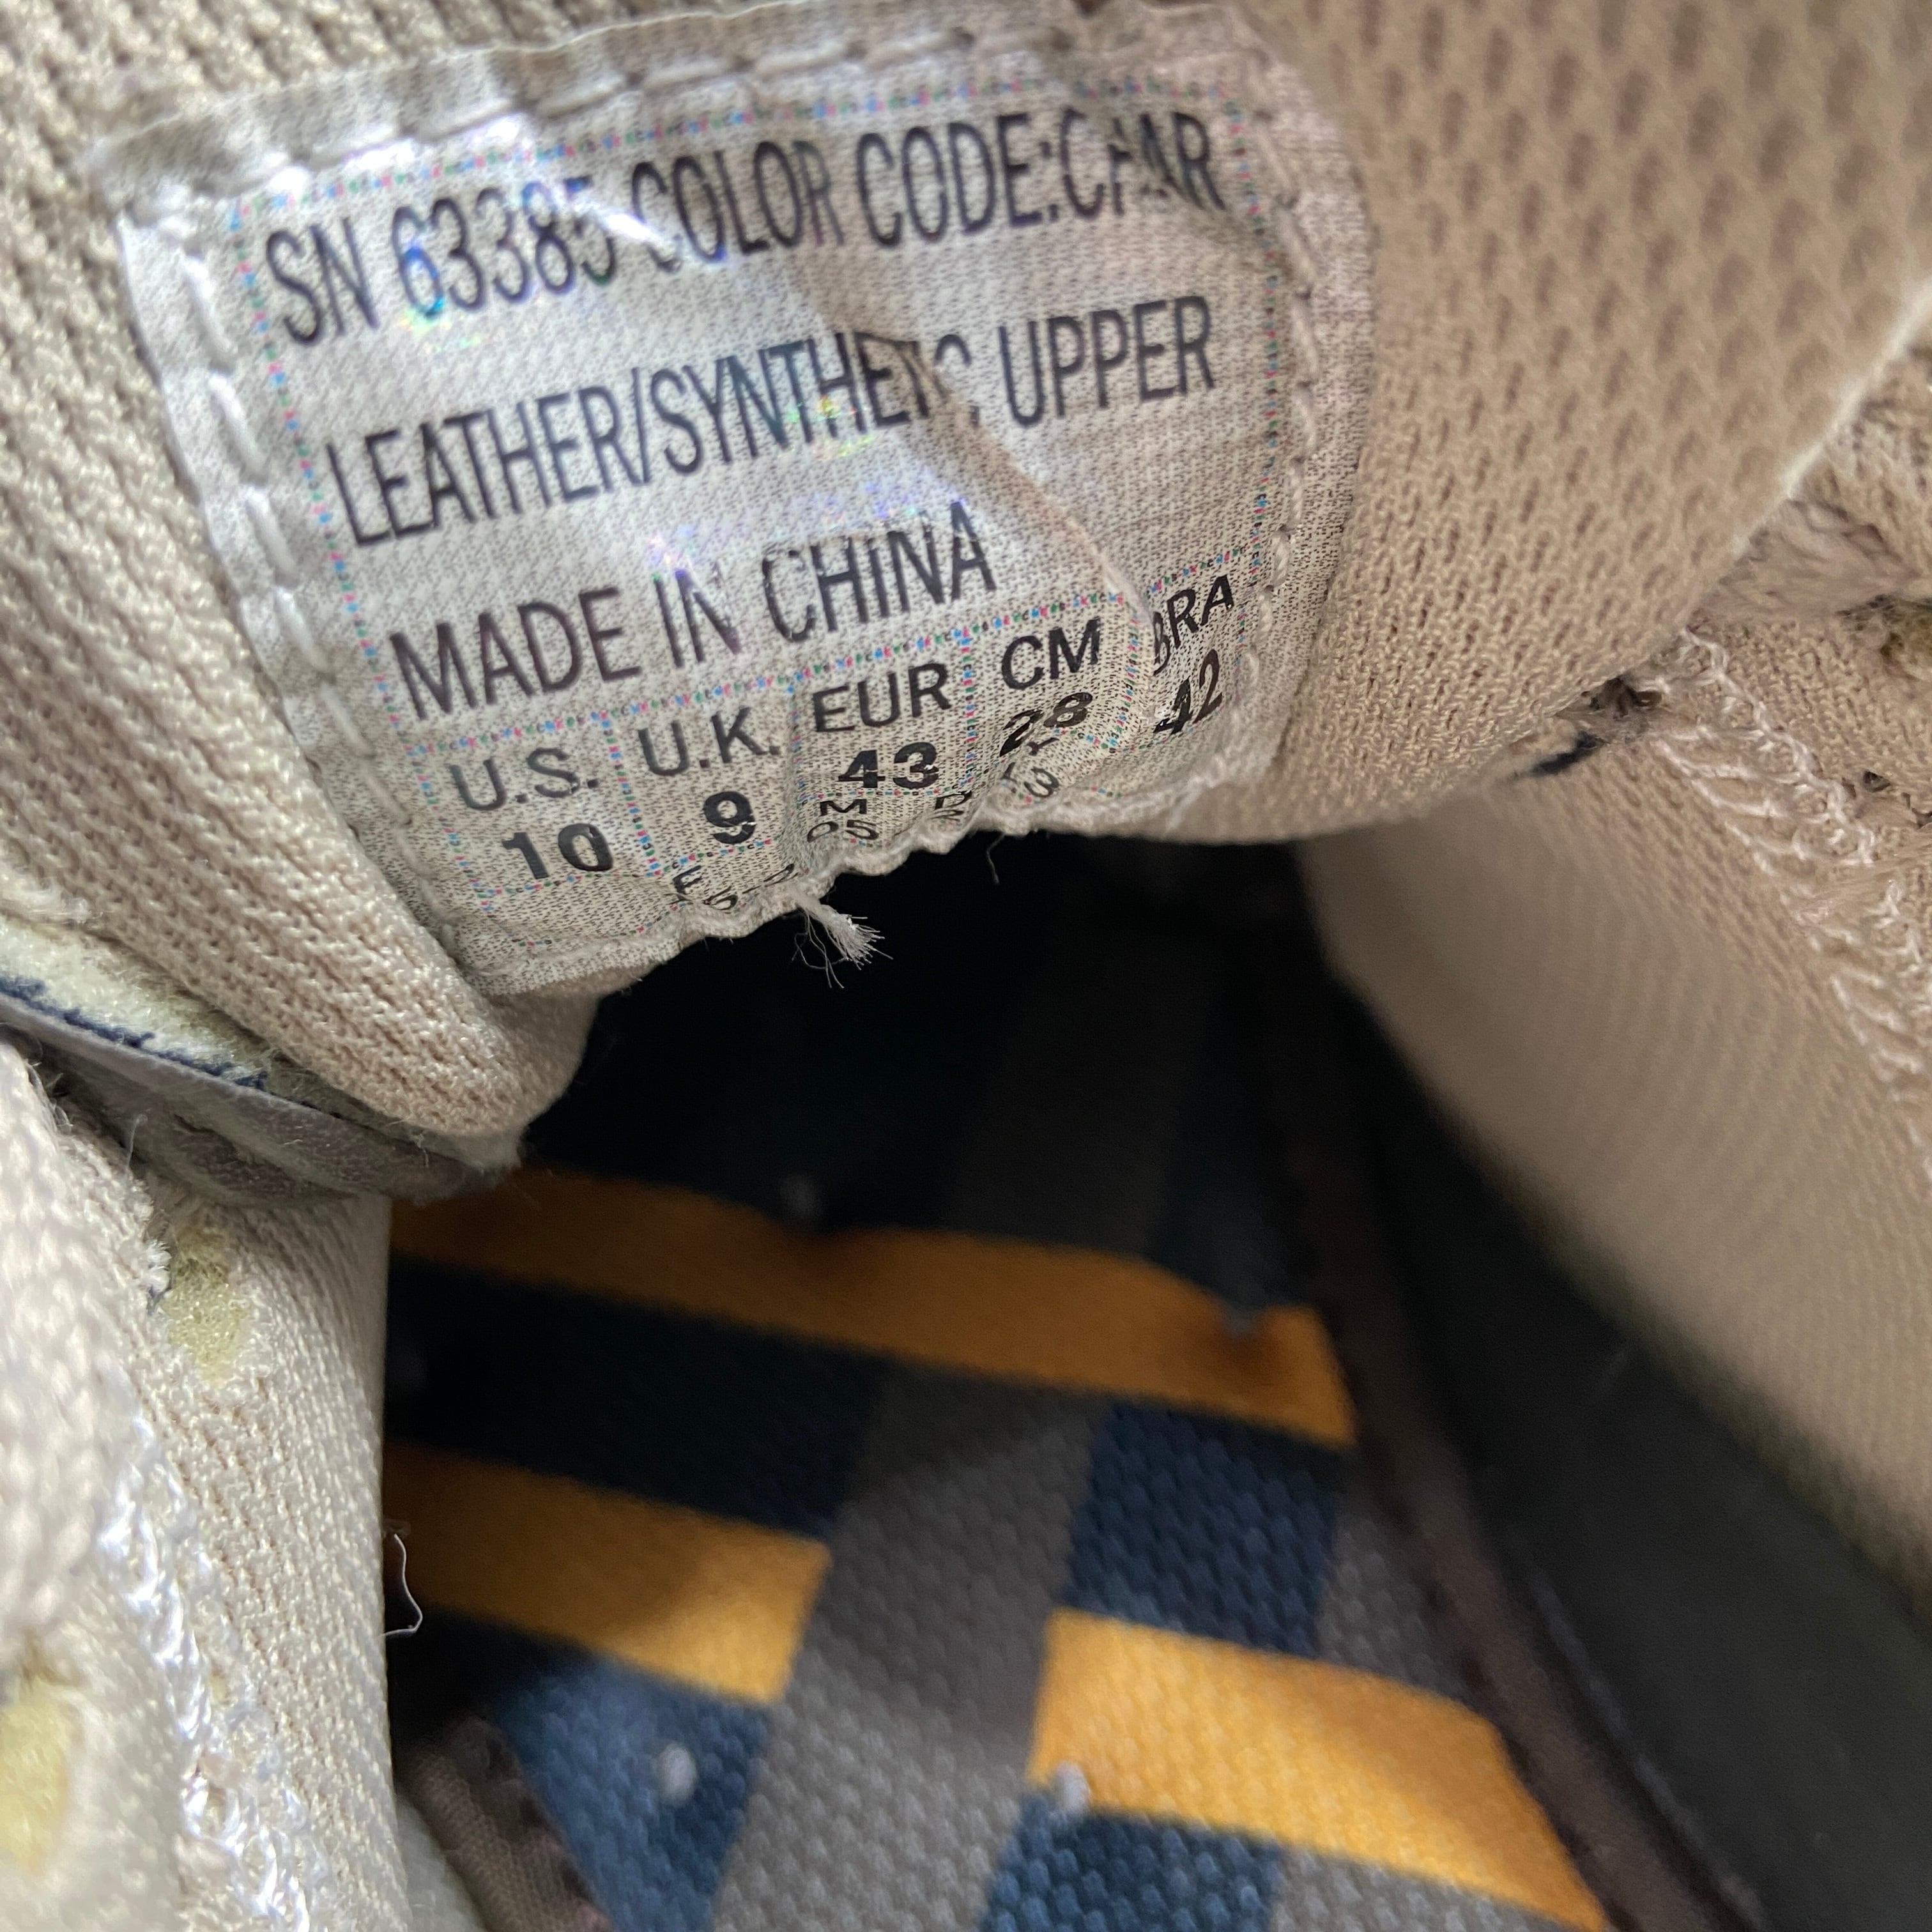 SN 63385 COLOR CODE:CHAR
LEATHER/SYNTHETIC UPPER
MADE IN CHINA
U.S. U.K. EUR CM BRA
10 9 43 28 42